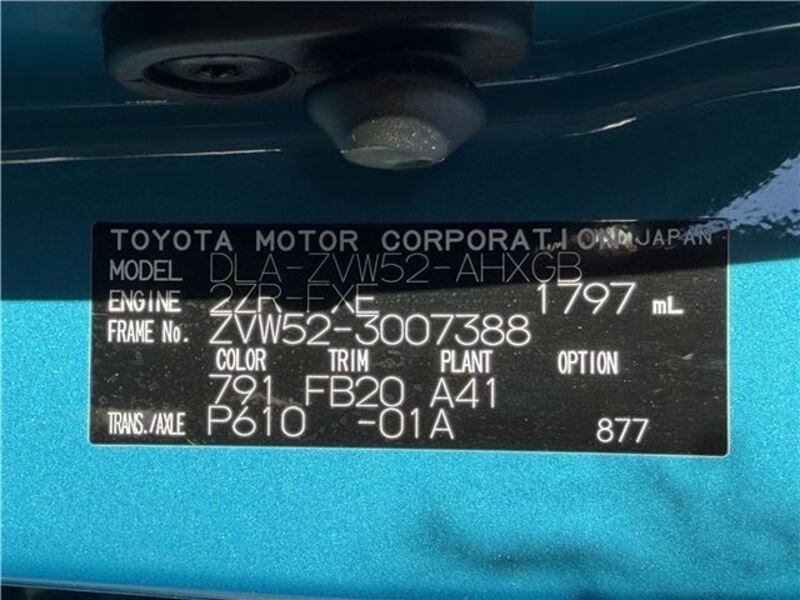 TOYOTA MOTOR CORPORATION JAPAN
MODEL DLA-ZVW52-AHXGB
ENGINE 2ZR-FXE 1797 mL
FRAME No. ZVW52-3007388
COLOR TRIM PLANT OPTION
791 FB20 A41
TRANS./AXLE P610 -01A 877